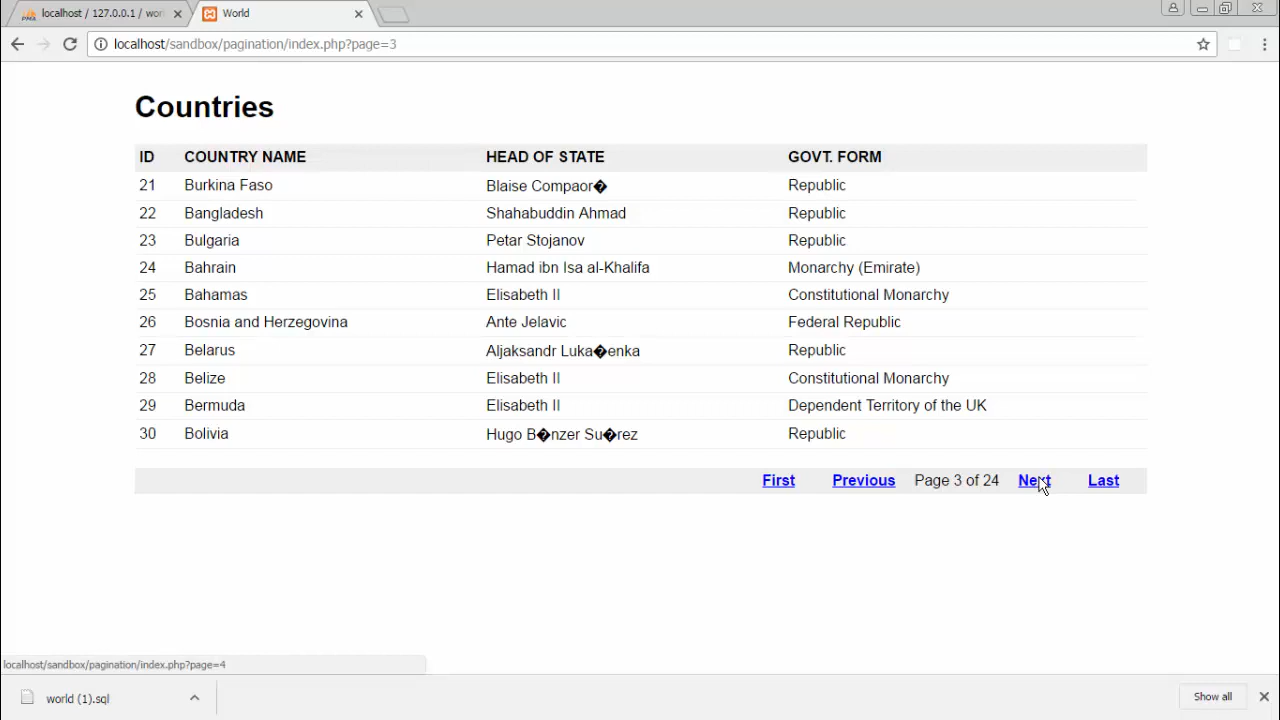 localhost / 127.0.0.1 / wor
World
localhost/sandbox/pagination/index.php?page=3
Countries
ID COUNTRY NAME HEAD OF STATE GOVT. FORM
21 Burkina Faso Blaise Compaor� Republic
22 Bangladesh Shahabuddin Ahmad Republic
23 Bulgaria Petar Stojanov Republic
24 Bahrain Hamad ibn Isa al-Khalifa Monarchy (Emirate)
25 Bahamas Elisabeth II Constitutional Monarchy
26 Bosnia and Herzegovina Ante Jelavic Federal Republic
27 Belarus Aljaksandr Luka�enka Republic
28 Belize Elisabeth II Constitutional Monarchy
29 Bermuda Elisabeth II Dependent Territory of the UK
30 Bolivia Hugo B�nzer Su�rez Republic
First Previous Page 3 of 24 Next Last
localhost/sandbox/pagination/index.php?page=4
world (1).sql
Show all